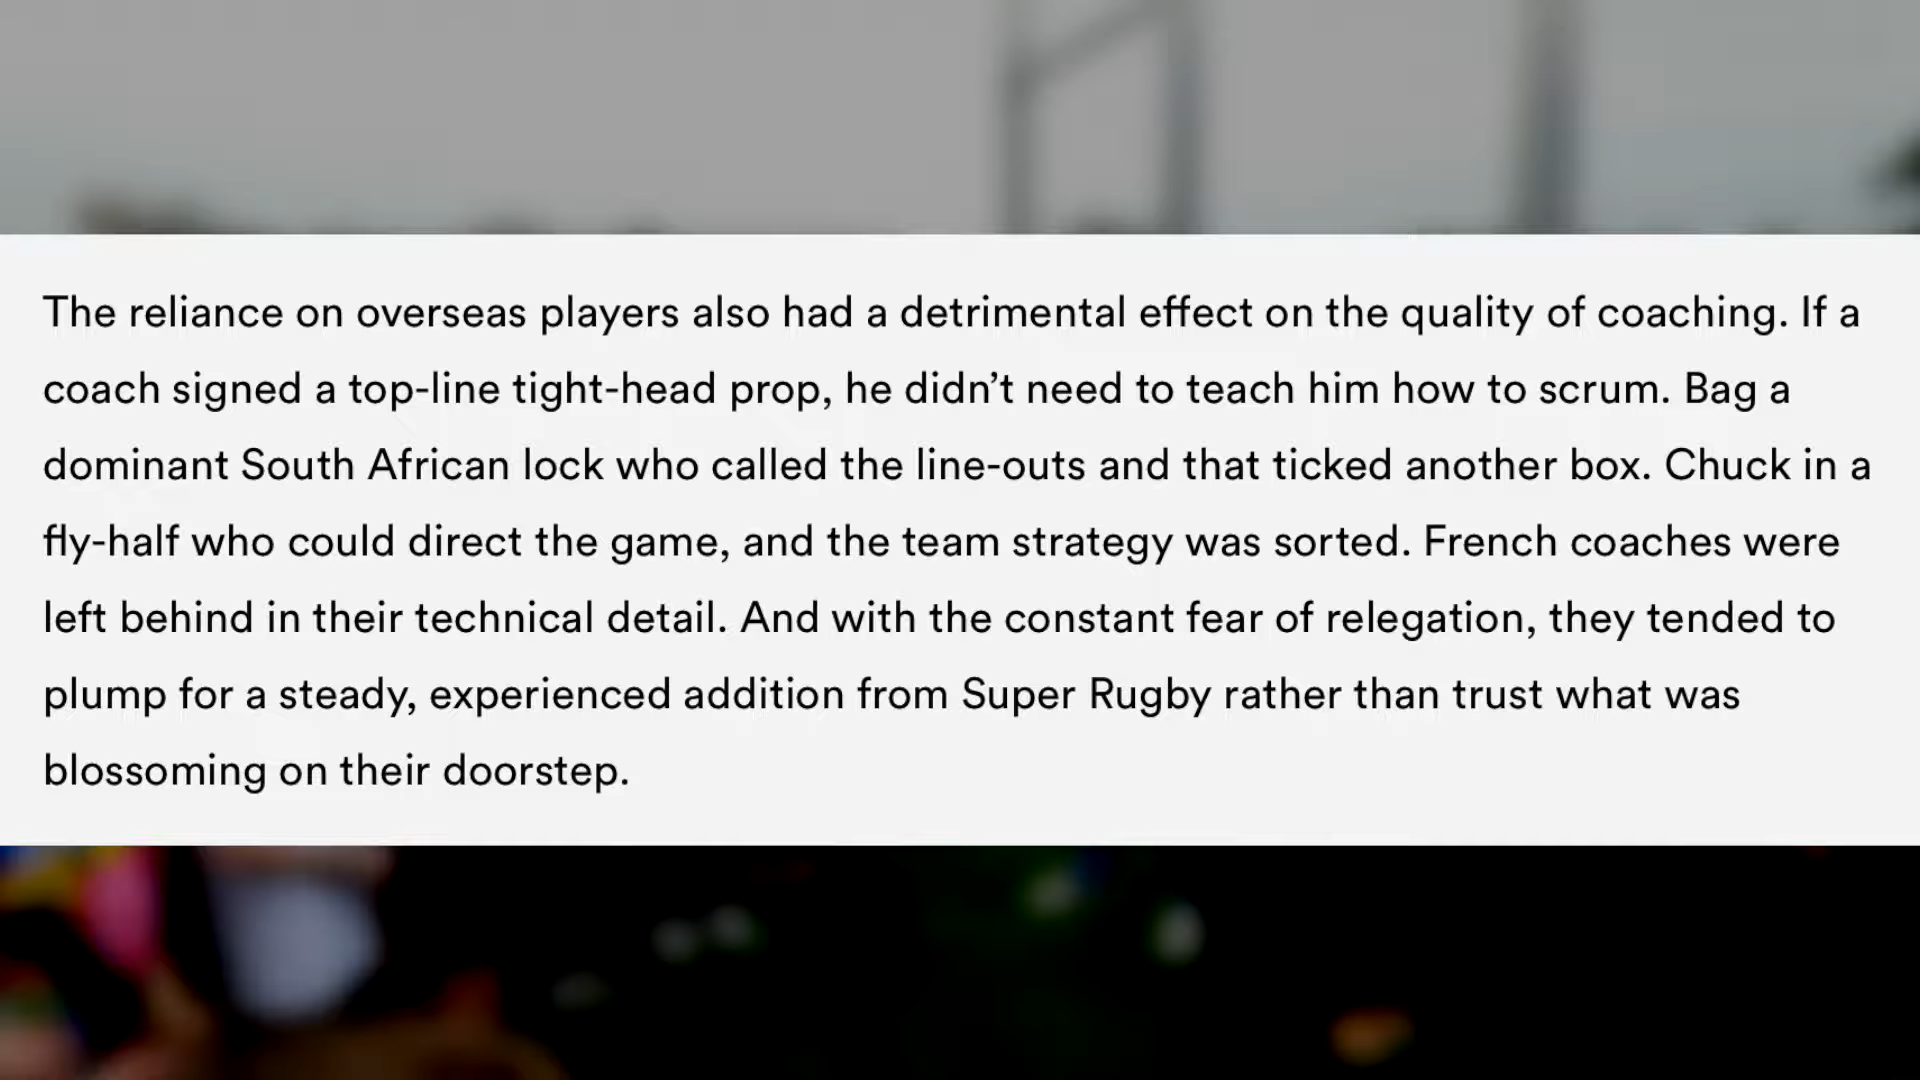 The reliance on overseas players also had a detrimental effect on the quality of coaching. If a
coach signed a top-line tight-head prop, he didn’t need to teach him how to scrum. Bag a
dominant South African lock who called the line-outs and that ticked another box. Chuck in a
fly-half who could direct the game, and the team strategy was sorted. French coaches were
left behind in their technical detail. And with the constant fear of relegation, they tended to
plump for a steady, experienced addition from Super Rugby rather than trust what was
blossoming on their doorstep.